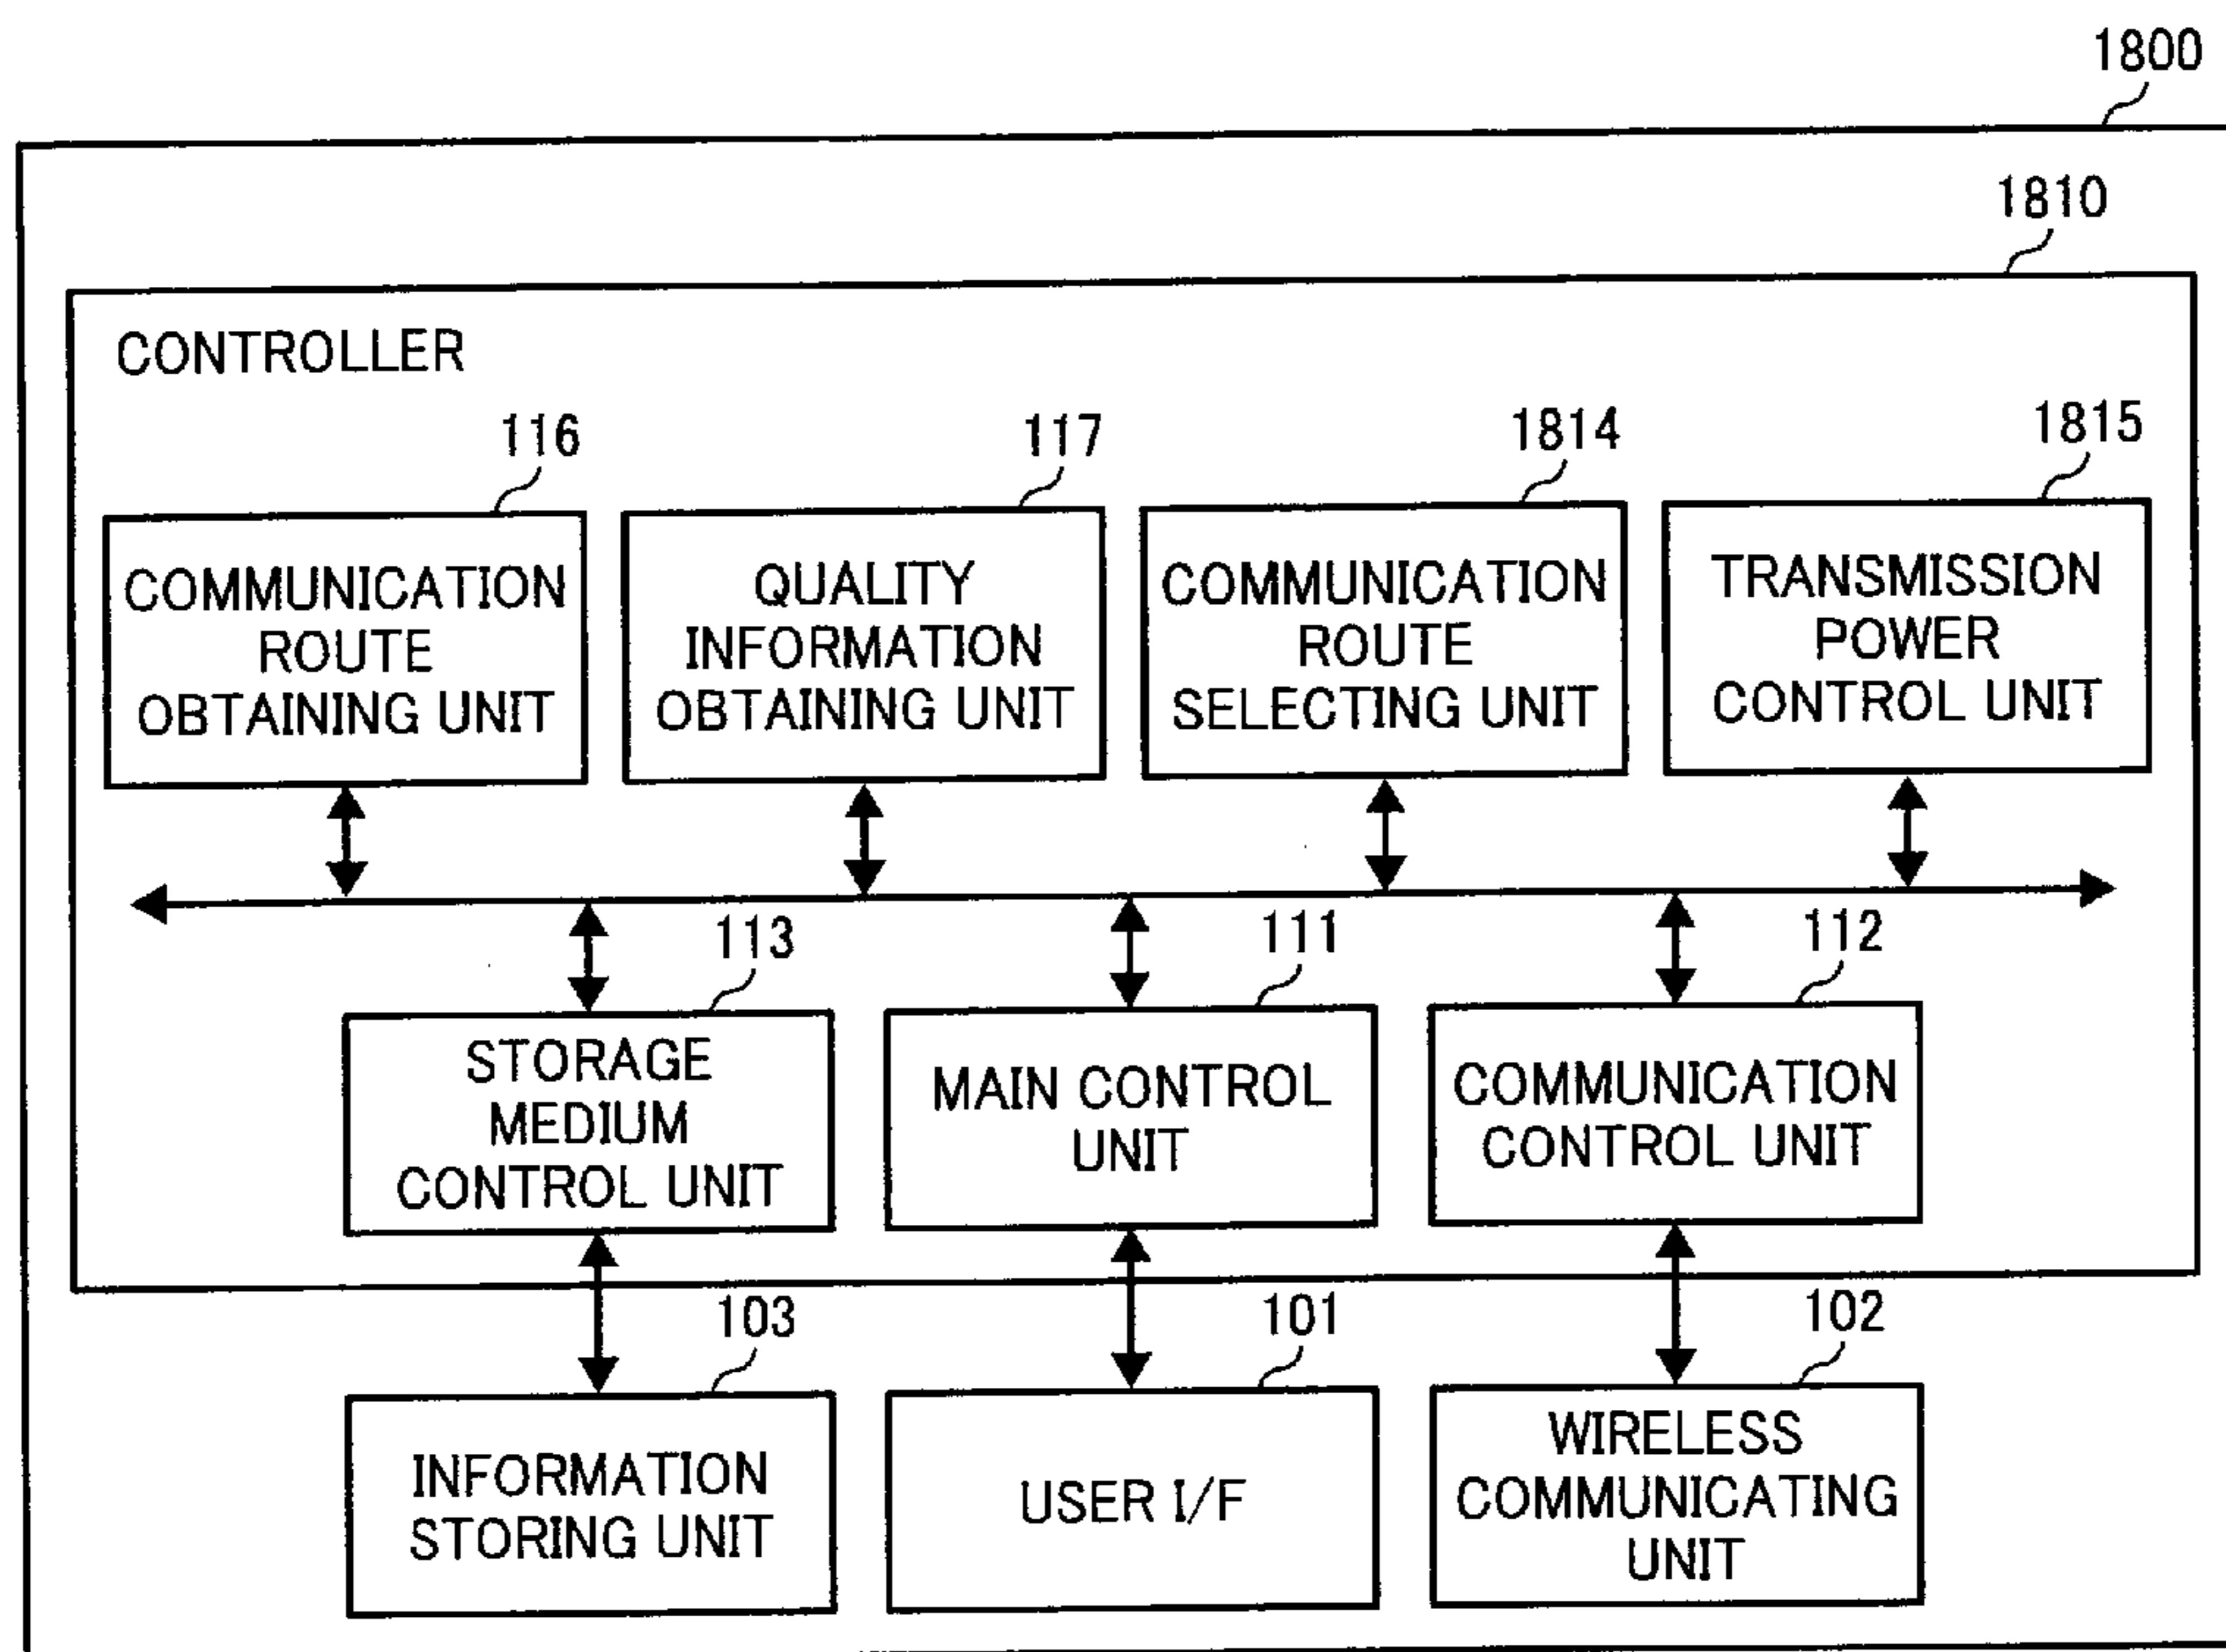 1800
1810
CONTROLLER
116
117
1814
1815
COMMUNICATION
ROUTE
OBTAINING UNIT
QUALITY
INFORMATION
OBTAINING UNIT
COMMUNICATION
ROUTE
SELECTING UNIT
TRANSMISSION
POWER
CONTROL UNIT
113
111
112
STORAGE
MEDIUM
CONTROL UNIT
MAIN CONTROL
UNIT
COMMUNICATION
CONTROL UNIT
103
101
102
INFORMATION
STORING UNIT
USER I/F
WIRELESS
COMMUNICATING
UNIT